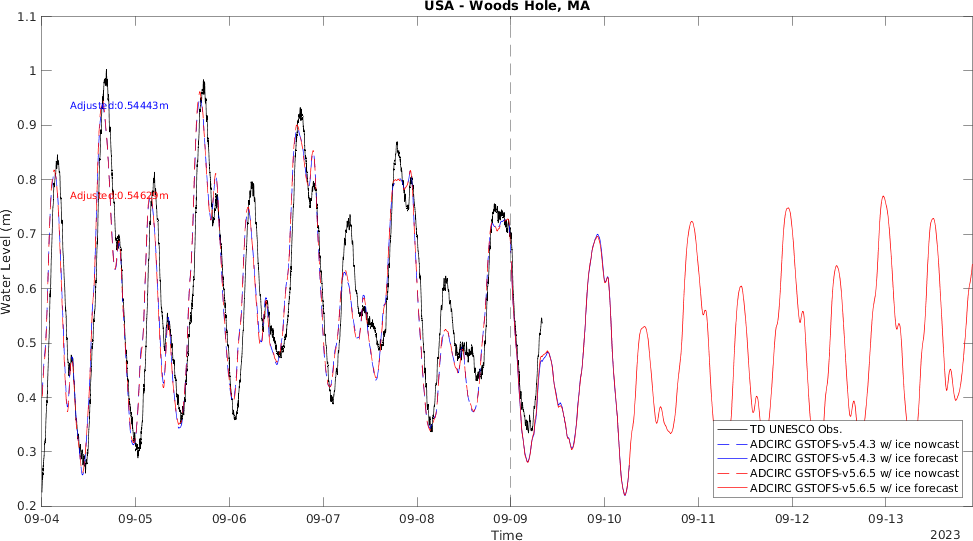 USA - Woods Hole, MA
1.1
1
0.9
0.8
0.7
0.6
0.5
0.4
0.3
0.2
Water Level (m)
Adjusted:0.54443m
Adjusted:0.54629m
TD UNESCO Obs.
ADCIRC GSTOFS-v5.4.3 w/ ice nowcast
ADCIRC GSTOFS-v5.4.3 w/ ice forecast
ADCIRC GSTOFS-v5.6.5 w/ ice nowcast
ADCIRC GSTOFS-v5.6.5 w/ ice forecast
09-04 09-05 09-06 09-07 09-08 09-09 09-10 09-11 09-12 09-13
Time
2023